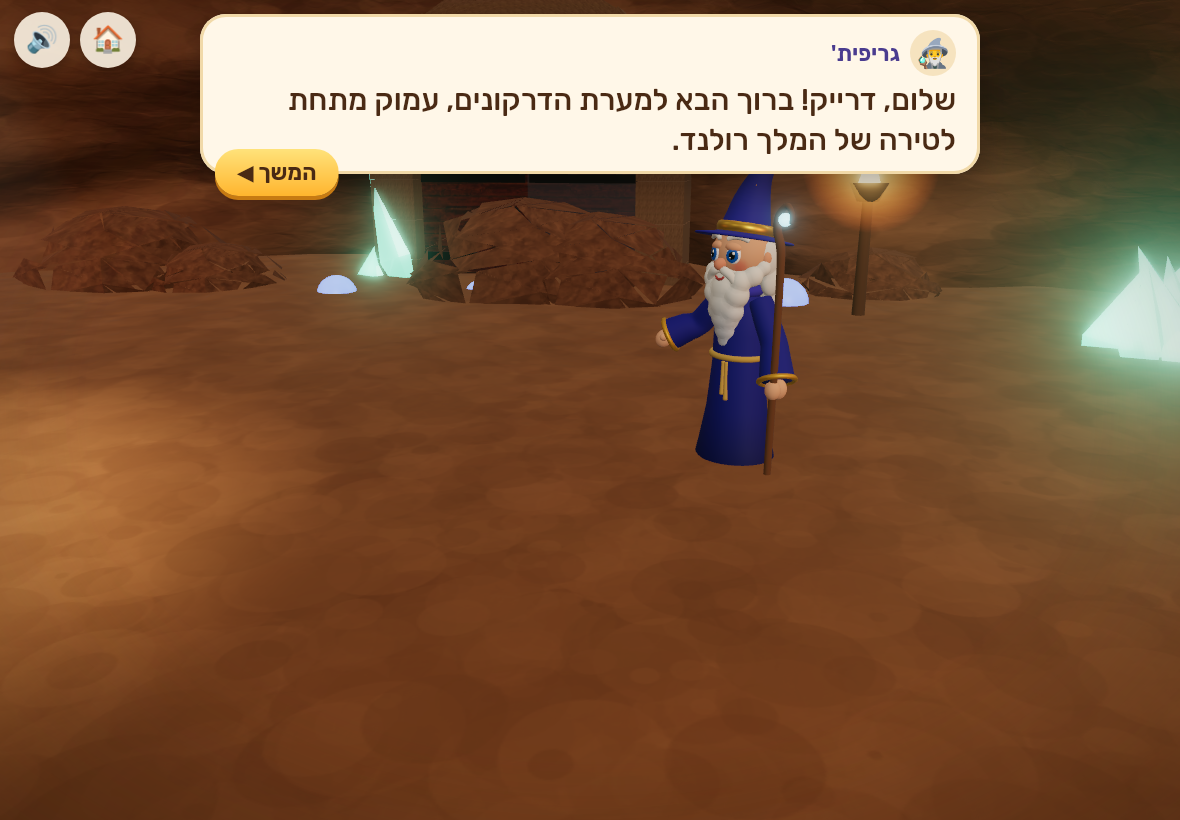 גריפית'
שלום, דרייק! ברוך הבא למערת הדרקונים, עמוק מתחת
לטירה של המלך רולנד.
המשך ◀